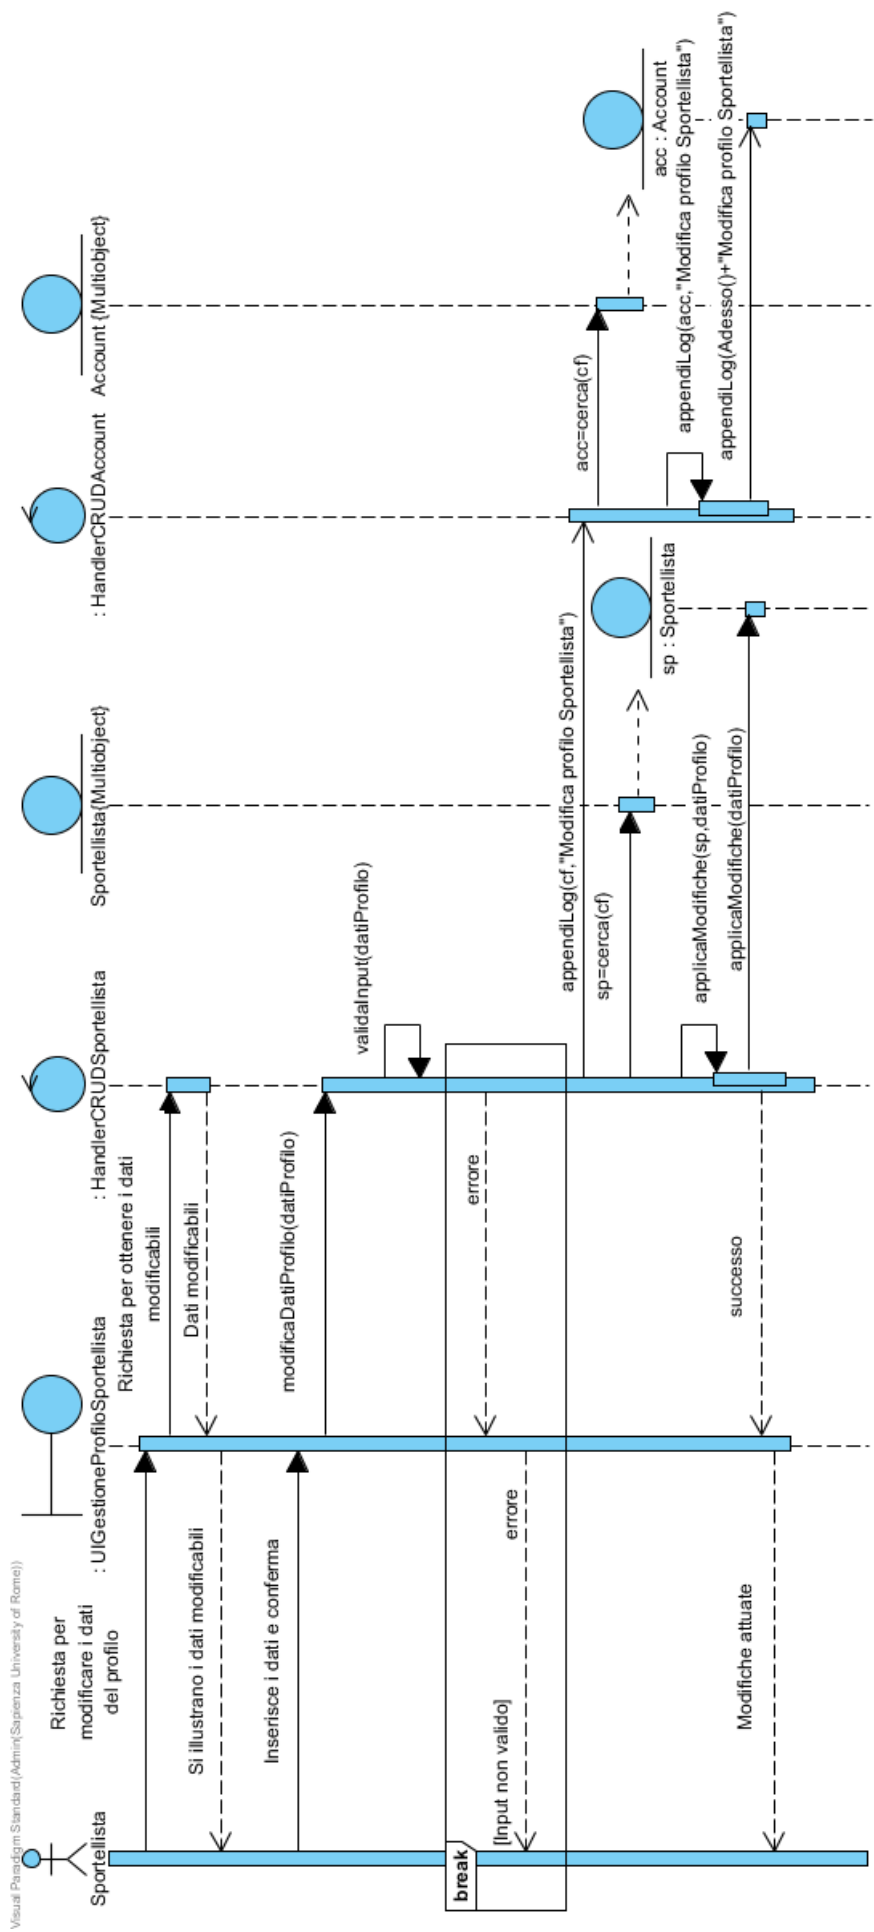 Visual Paradigm Standard(Admin(Sapienza University of Rome))
Sportellista
: UIGestioneProfiloSportellista
: HandlerCRUDSportellista
Sportellista{Multiobject}
: HandlerCRUDAccount
Account{Multiobject}
Richiesta per
modificare i dati
del profilo
Richiesta per ottenere i dati
modificabili
Dati modificabili
Si illustrano i dati modificabili
Inserisce i dati e conferma
modificaDatiProfilo(datiProfilo)
validaInput(datiProfilo)
break
[Input non valido]
errore
errore
appendiLog(cf,"Modifica profilo Sportellista")
acc=cerca(cf)
sp=cerca(cf)
acc : Account
sp : Sportellista
appendiLog(acc,"Modifica profilo Sportellista")
applicaModifiche(sp,datiProfilo)
appendiLog(Adesso()+"Modifica profilo Sportellista")
applicaModifiche(datiProfilo)
successo
Modifiche attuate